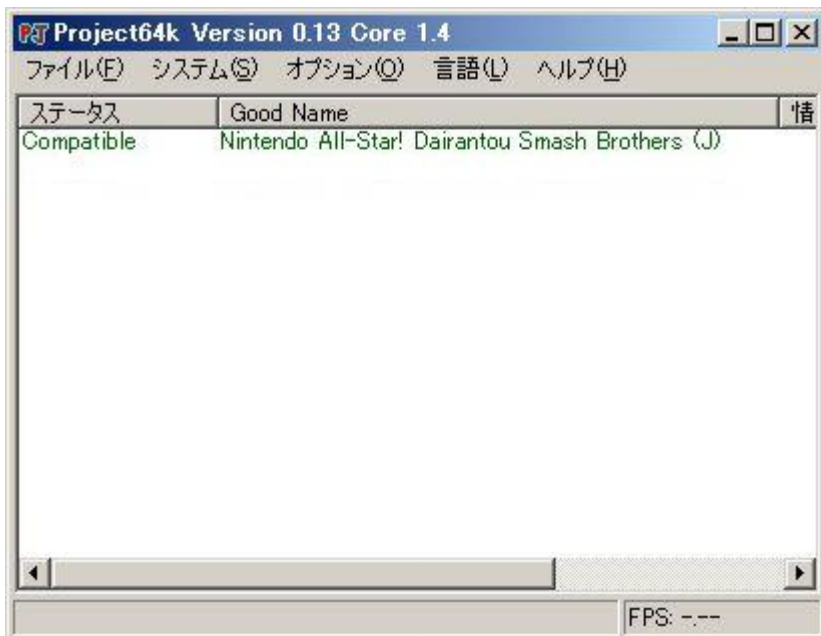 Project64k Version 0.13 Core 1.4
ファイル(F) システム(S) オプション(O) 言語(L) ヘルプ(H)
ステータス Good Name 情
Compatible Nintendo All-Star! Dairantou Smash Brothers (J)
FPS: -.--